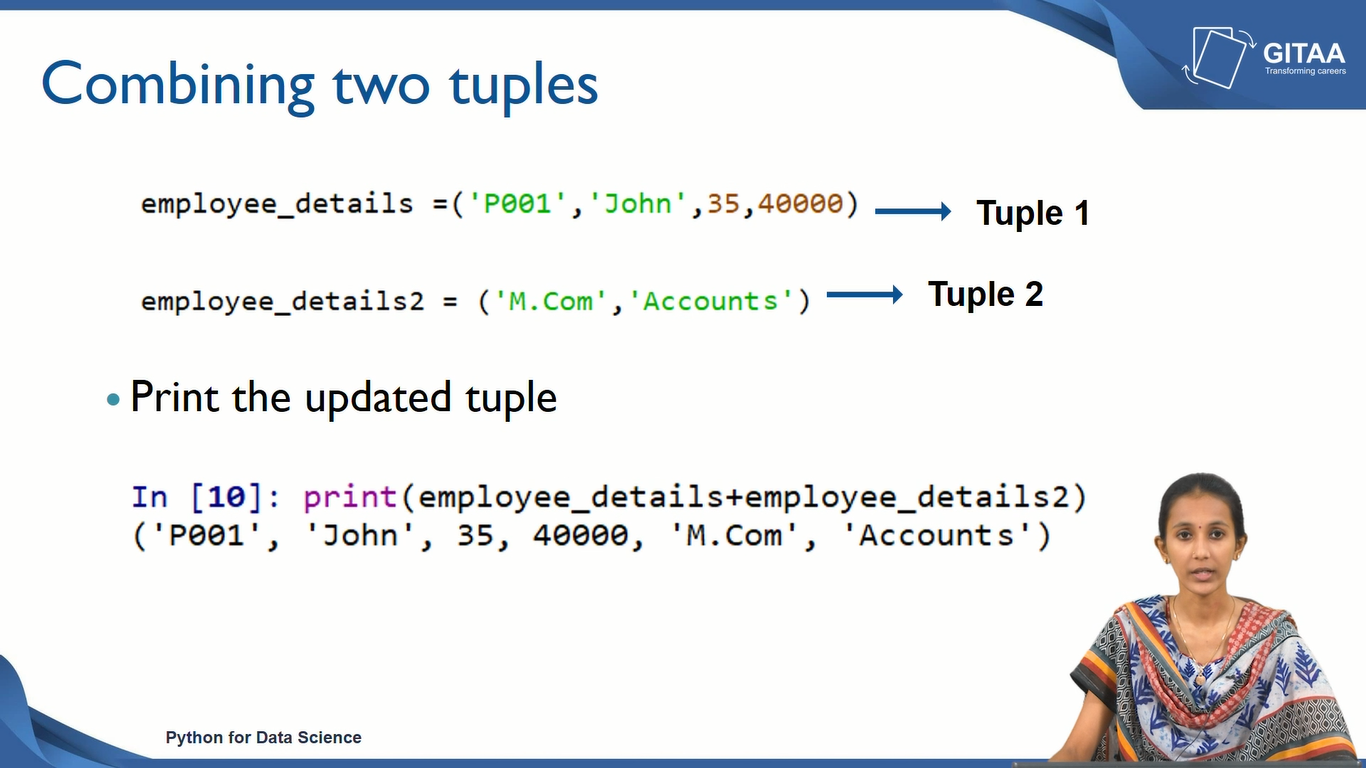 GITAA
Transforming careers
Combining two tuples
employee_details =('P001','John',35,40000)
Tuple 1
employee_details2 = ('M.Com','Accounts')
Tuple 2
• Print the updated tuple
In [10]: print(employee_details+employee_details2)
('P001', 'John', 35, 40000, 'M.Com', 'Accounts')
Python for Data Science